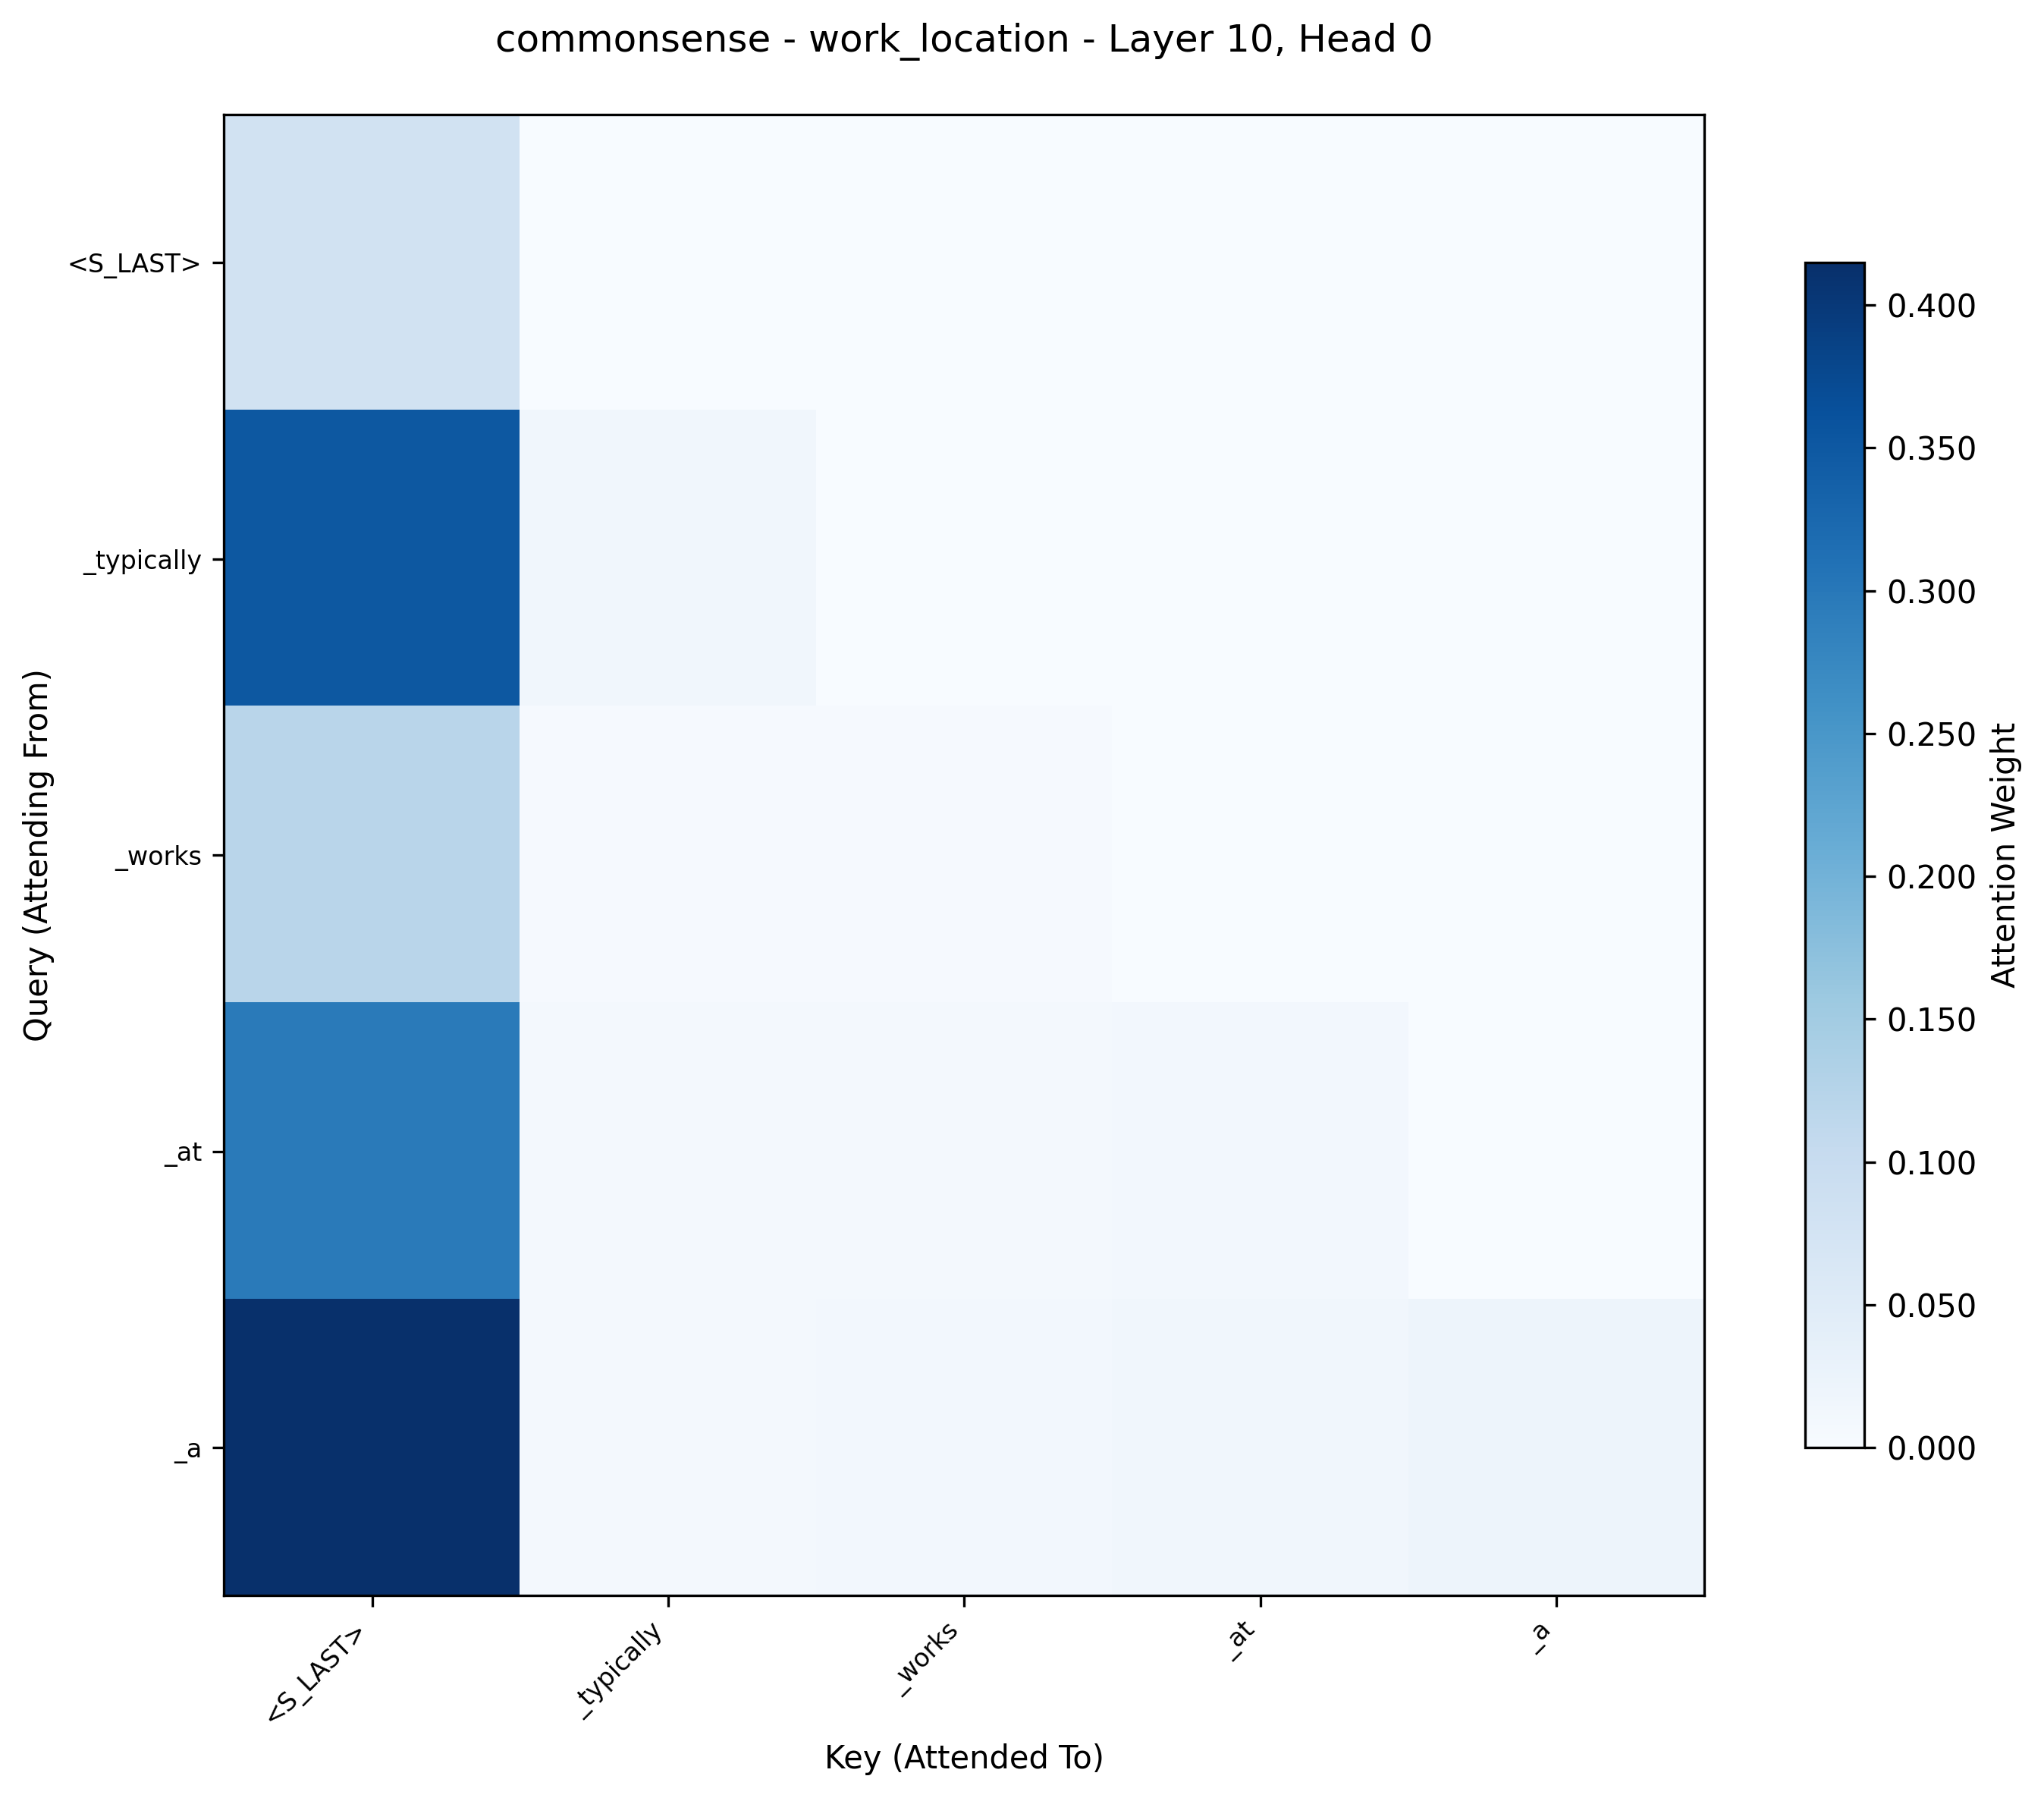 commonsense - work_location - Layer 10, Head 0
Query (Attending From)
<S_LAST>
_typically
_works
_at
_a
<S_LAST>
_typically
_works
_at
_a
Key (Attended To)
0.400
0.350
0.300
0.250
0.200
0.150
0.100
0.050
0.000
Attention Weight